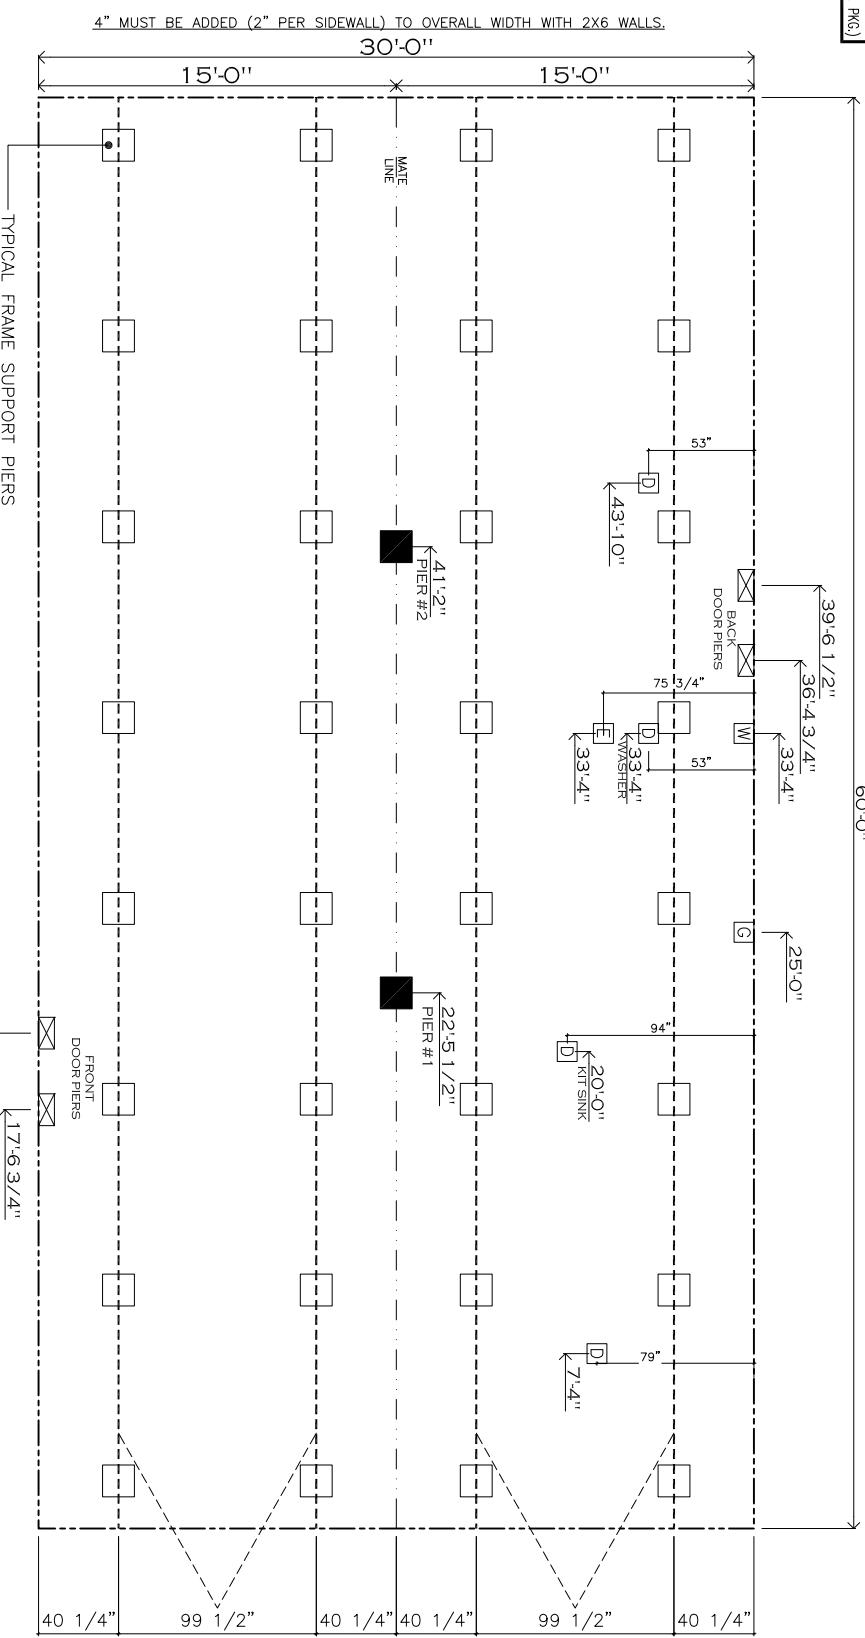 PKG.)
4" MUST BE ADDED (2" PER SIDEWALL) TO OVERALL WIDTH WITH 2X6 WALLS.
30'-0"
15'-0"
15'-0"
MATE
LINE
TYPICAL FRAME SUPPORT PIERS
53"
D
43'-10"
41'-2"
PIER #2
39'-6 1/2"
BACK
DOOR PIERS
36'-4 3/4"
75 3/4"
E
33'-4"
D
33'-4"
WASHER
W
33'-4"
53"
60'-0"
G
25'-0"
22'-5 1/2"
PIER #1
94"
D
20'-0"
KIT SINK
FRONT
DOOR PIERS
17'-6 3/4"
79"
D
7'-4"
40 1/4"
99 1/2"
40 1/4"
40 1/4"
99 1/2"
40 1/4"